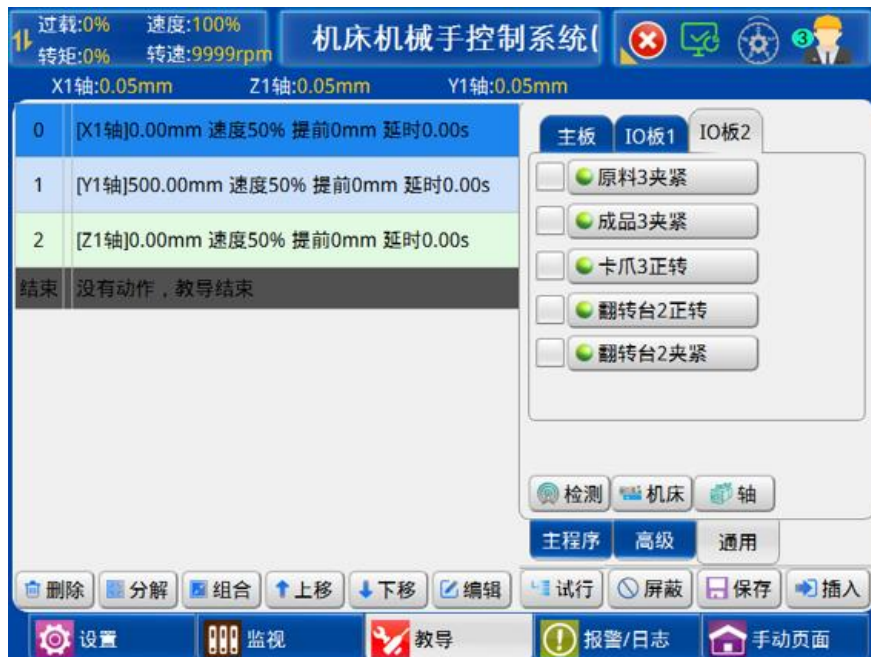 过载:0% 速度:100%
转矩:0% 转速:9999rpm
机床机械手控制系统(
3
X1轴:0.05mm Z1轴:0.05mm Y1轴:0.05mm
0 [X1轴]0.00mm 速度50% 提前0mm 延时0.00s
1 [Y1轴]500.00mm 速度50% 提前0mm 延时0.00s
2 [Z1轴]0.00mm 速度50% 提前0mm 延时0.00s
结束 没有动作，教导结束
主板 IO板1 IO板2
原料3夹紧
成品3夹紧
卡爪3正转
翻转台2正转
翻转台2夹紧
检测 机床 轴
主程序 高级 通用
删除 分解 组合 上移 下移 编辑 试行 屏蔽 保存 插入
设置 监视 教导 报警/日志 手动页面